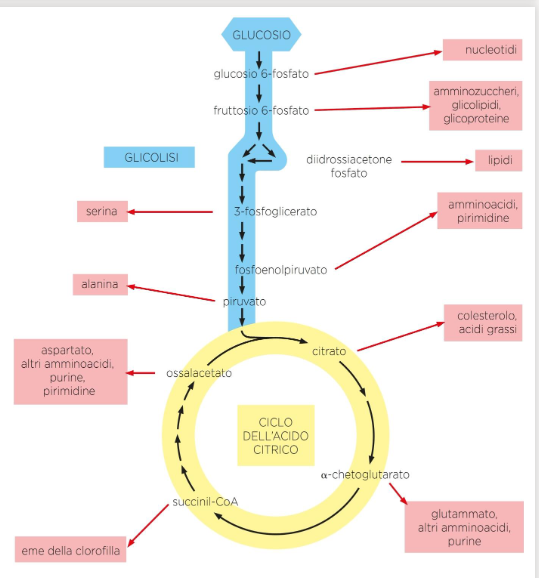 GLUCOSIO
nucleotidi
glucosio 6-fosfato
amminozuccheri,
glicolipidi,
glicoproteine
fruttosio 6-fosfato
GLICOLISI
diidrossiacetone
fosfato
lipidi
serina
3-fosfoglicerato
amminoacidi,
pirimidine
fosfoenolpiruvato
alanina
piruvato
colesterolo,
acidi grassi
citrato
aspartato,
altri amminoacidi,
purine,
pirimidine
ossalacetato
CICLO
DELL'ACIDO
CITRICO
α-chetoglutarato
succinil-CoA
glutammato,
altri amminoacidi,
purine
eme della clorofilla